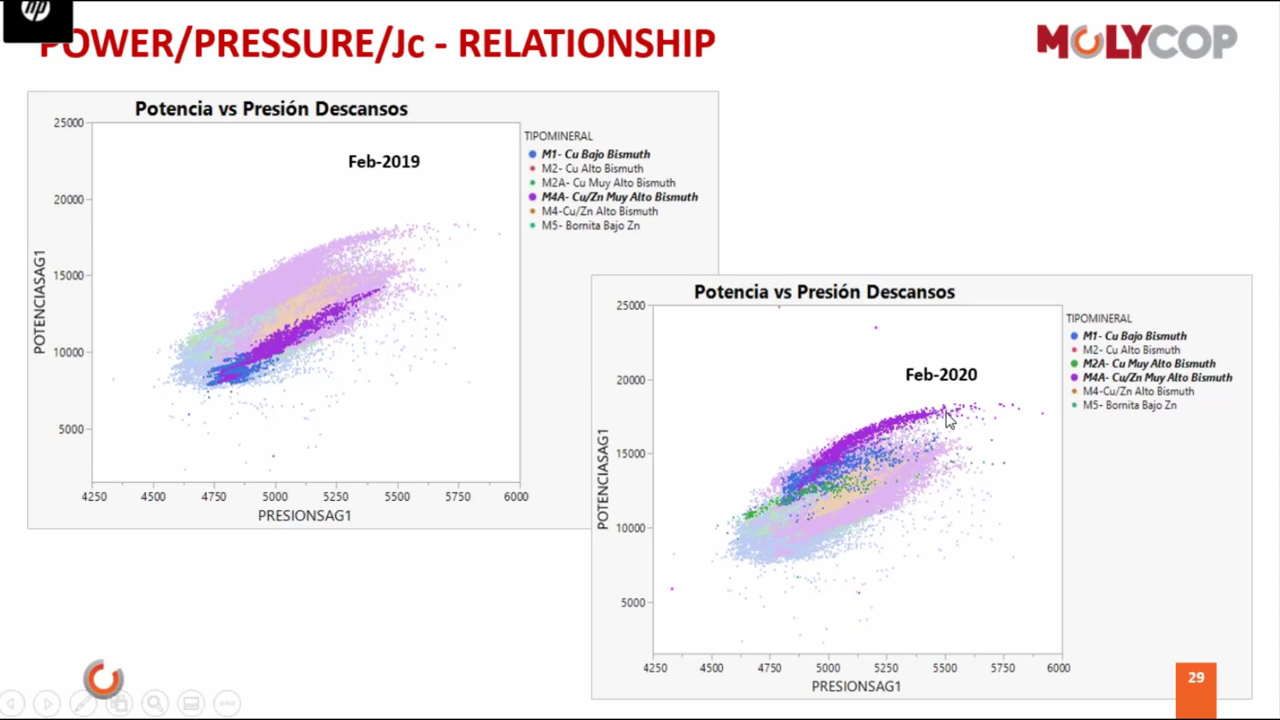 hp
POWER/PRESSURE/Jc - RELATIONSHIP
MOLYCOP
Potencia vs Presión Descansos
25000
20000
15000
10000
5000
POTENCIASAG1
Feb-2019
4250 4500 4750 5000 5250 5500 5750 6000
PRESIONSAG1
TIPOMINERAL
M1- Cu Bajo Bismuth
M2- Cu Alto Bismuth
M2A- Cu Muy Alto Bismuth
M4A- Cu/Zn Muy Alto Bismuth
M4-Cu/Zn Alto Bismuth
M5- Bornita Bajo Zn
Potencia vs Presión Descansos
25000
20000
15000
10000
5000
POTENCIASAG1
Feb-2020
4250 4500 4750 5000 5250 5500 5750 6000
PRESIONSAG1
TIPOMINERAL
M1- Cu Bajo Bismuth
M2- Cu Alto Bismuth
M2A- Cu Muy Alto Bismuth
M4A- Cu/Zn Muy Alto Bismuth
M4-Cu/Zn Alto Bismuth
M5- Bornita Bajo Zn
29